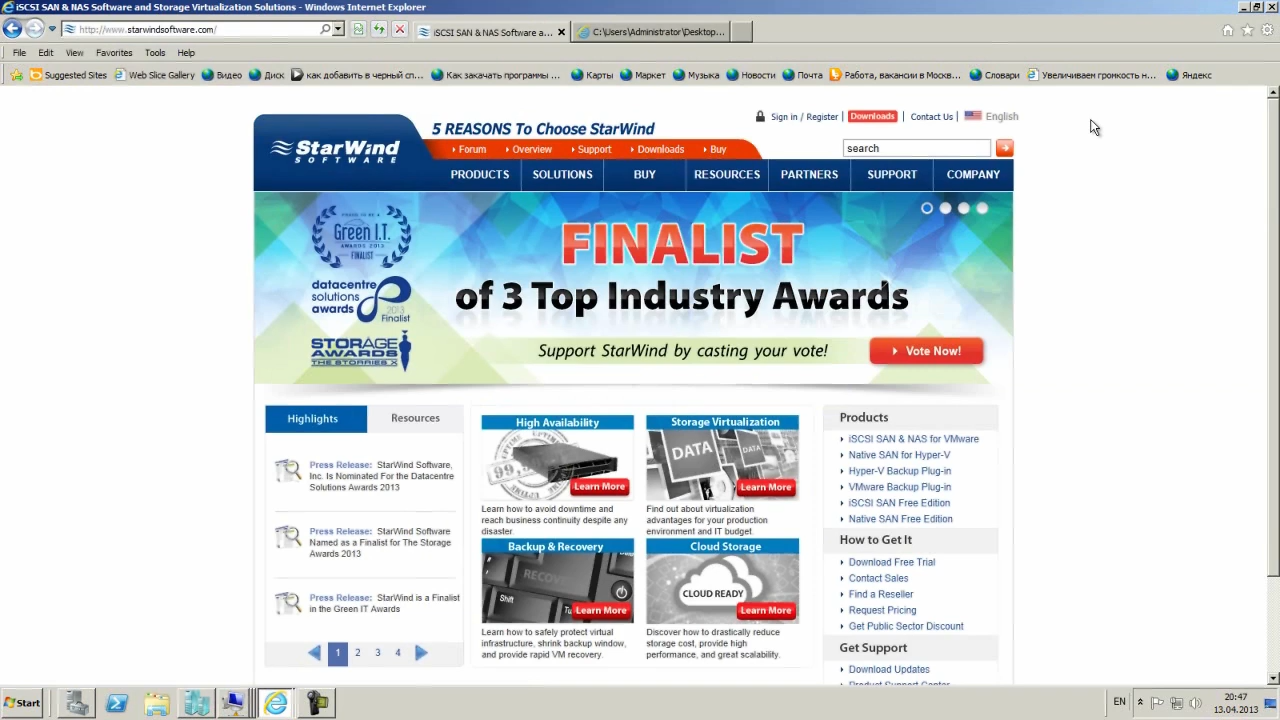 iSCSI SAN & NAS Software and Storage Virtualization Solutions - Windows Internet Explorer
http://www.starwindsoftware.com/
iSCSI SAN & NAS Software a...
C:\Users\Administrator\Desktop...
File Edit View Favorites Tools Help
Suggested Sites Web Slice Gallery Видео Диск как добавить в черный сп... Как закачать программы ... Карты Маркет Музыка Новости Почта Работа, вакансии в Москв... Словари Увеличиваем громкость н... Яндекс
Sign in / Register | Downloads | Contact Us | English
5 REASONS To Choose StarWind
StarWind
SOFTWARE
Forum Overview Support Downloads Buy
search
PRODUCTS SOLUTIONS BUY RESOURCES PARTNERS SUPPORT COMPANY
PROUD TO BE A
Green I.T.
AWARDS 2013
FINALIST
datacentre
solutions
awards
2013
Finalist
STORAGE
AWARDS
THE STORRIES X
FINALIST
of 3 Top Industry Awards
Support StarWind by casting your vote!
Vote Now!
Highlights Resources
Press Release: StarWind Software,
Inc. Is Nominated For the Datacentre
Solutions Awards 2013
Press Release: StarWind Software
Named as a Finalist for The Storage
Awards 2013
Press Release: StarWind is a Finalist
in the Green IT Awards
1 2 3 4
High Availability
Learn More
Learn how to avoid downtime and
reach business continuity despite any
disaster.
Storage Virtualization
DATA
DATA
Learn More
Find out about virtualization
advantages for your production
environment and IT budget.
Backup & Recovery
Shift
Learn More
Learn how to safely protect virtual
infrastructure, shrink backup window,
and provide rapid VM recovery.
Cloud Storage
CLOUD READY
Learn More
Discover how to drastically reduce
storage cost, provide high
performance, and great scalability.
Products
iSCSI SAN & NAS for VMware
Native SAN for Hyper-V
Hyper-V Backup Plug-in
VMware Backup Plug-in
iSCSI SAN Free Edition
Native SAN Free Edition
How to Get It
Download Free Trial
Contact Sales
Find a Reseller
Request Pricing
Get Public Sector Discount
Get Support
Download Updates
Product Support Center
Start
EN
20:47
13.04.2013